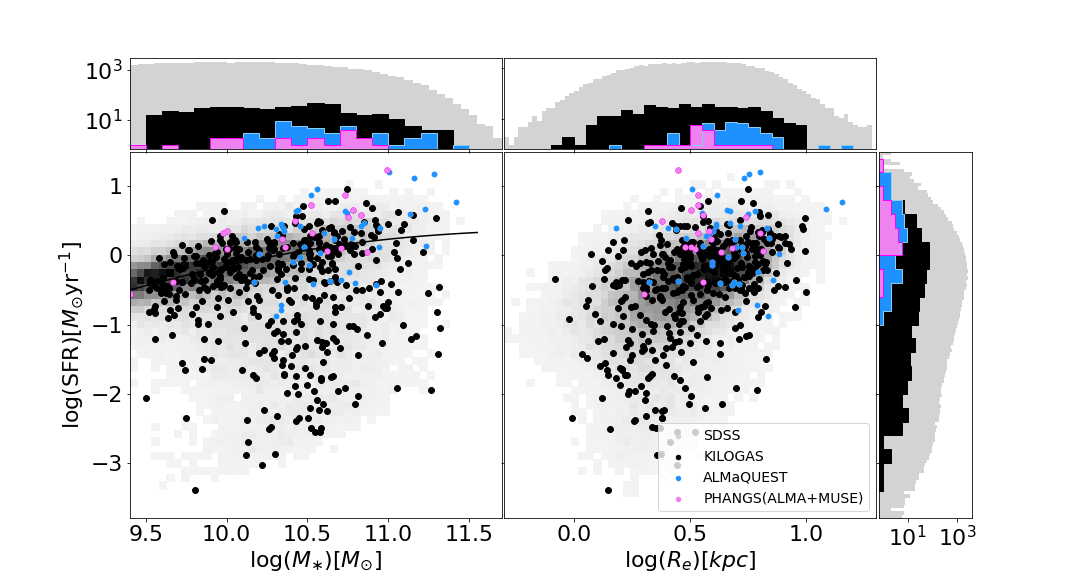 10³
10¹
1
0
−1
−2
−3
log(SFR)[M⊙yr⁻¹]
SDSS
KILOGAS
ALMaQUEST
PHANGS(ALMA+MUSE)
9.5 10.0 10.5 11.0 11.5
0.0 0.5 1.0
10¹ 10³
log(M∗)[M⊙]
log(Rₑ)[kpc]